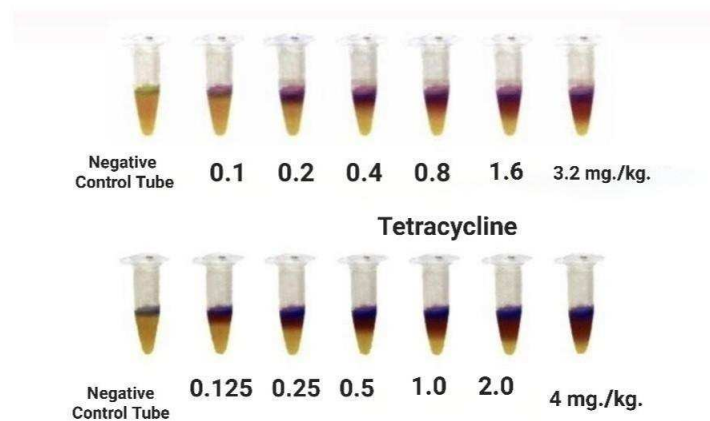 Negative
Control Tube 0.1 0.2 0.4 0.8 1.6 3.2 mg./kg.
Tetracycline
Negative
Control Tube 0.125 0.25 0.5 1.0 2.0 4 mg./kg.